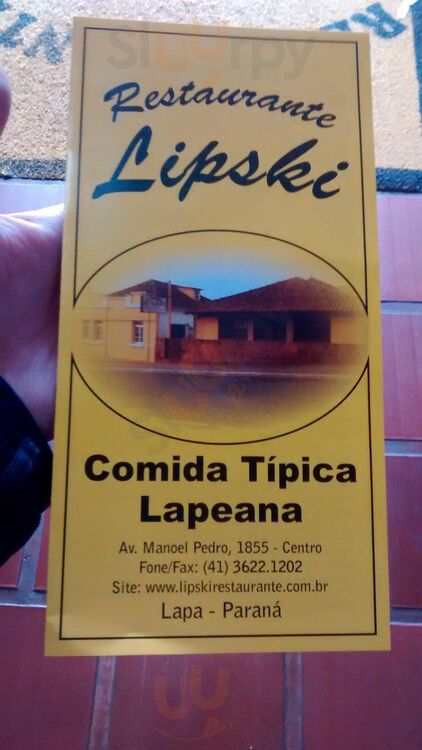 sluurpy
Restaurante
Lipski
Comida Típica
Lapeana
Av. Manoel Pedro, 1855 - Centro
Fone/Fax: (41) 3622.1202
Site: www.lipskirestaurante.com.br
Lapa - Paraná